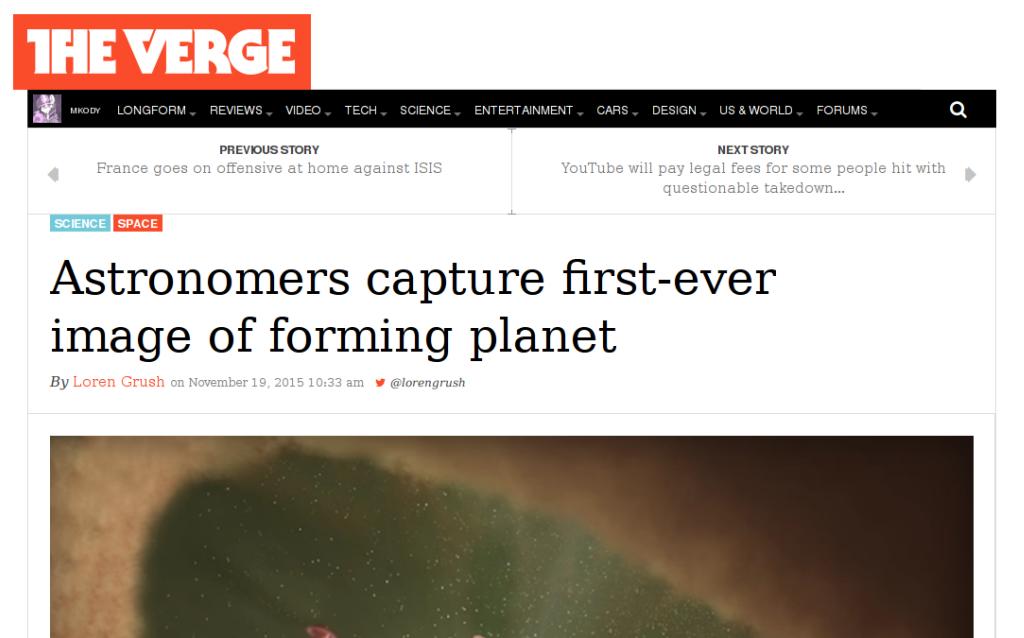 THE VERGE
MKODY LONGFORM REVIEWS VIDEO TECH SCIENCE ENTERTAINMENT CARS DESIGN US & WORLD FORUMS
PREVIOUS STORY
France goes on offensive at home against ISIS
NEXT STORY
YouTube will pay legal fees for some people hit with
questionable takedown...
SCIENCE SPACE
Astronomers capture first-ever
image of forming planet
By Loren Grush on November 19, 2015 10:33 am @lorengrush